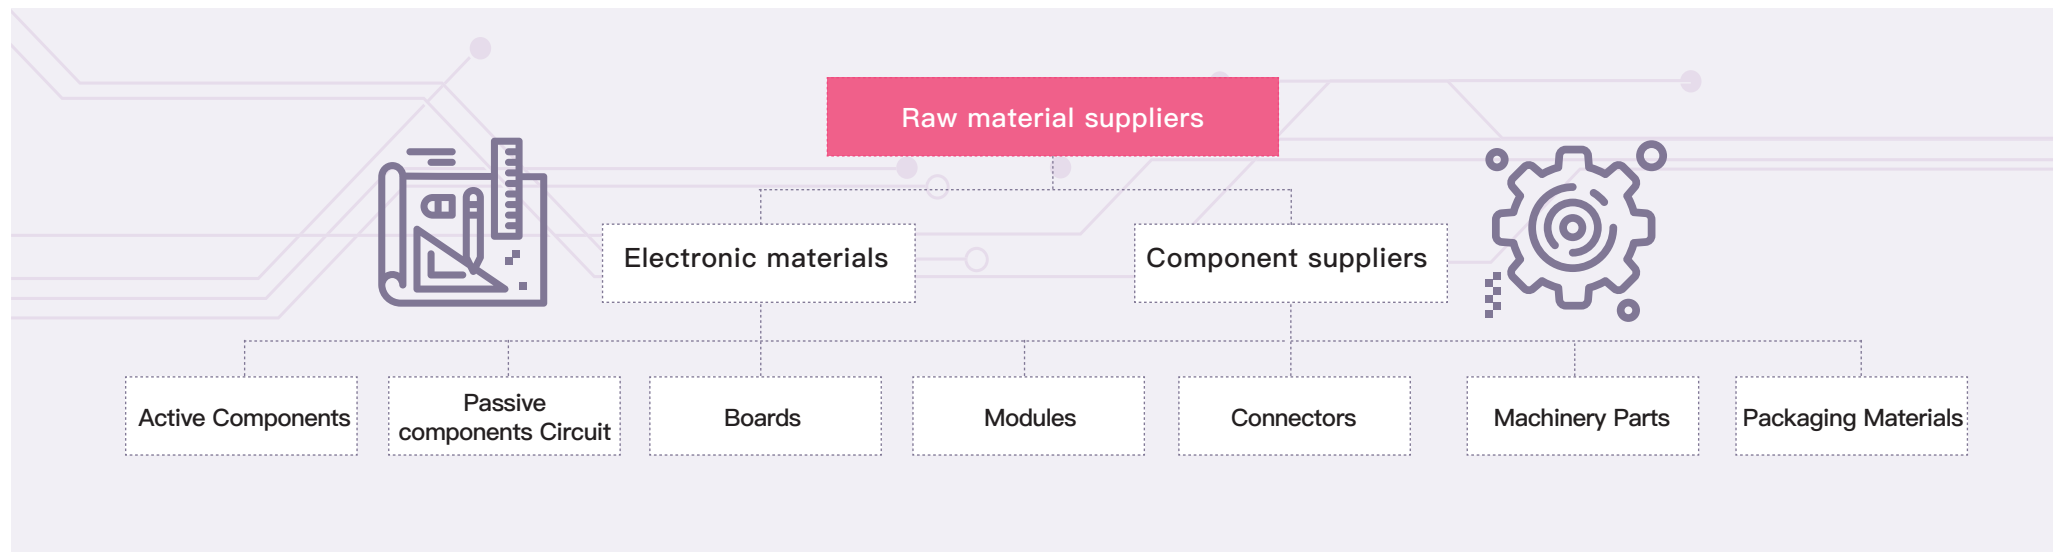 Raw material suppliers
Electronic materials
Component suppliers
Active Components
Passive
components Circuit
Boards
Modules
Connectors
Machinery Parts
Packaging Materials